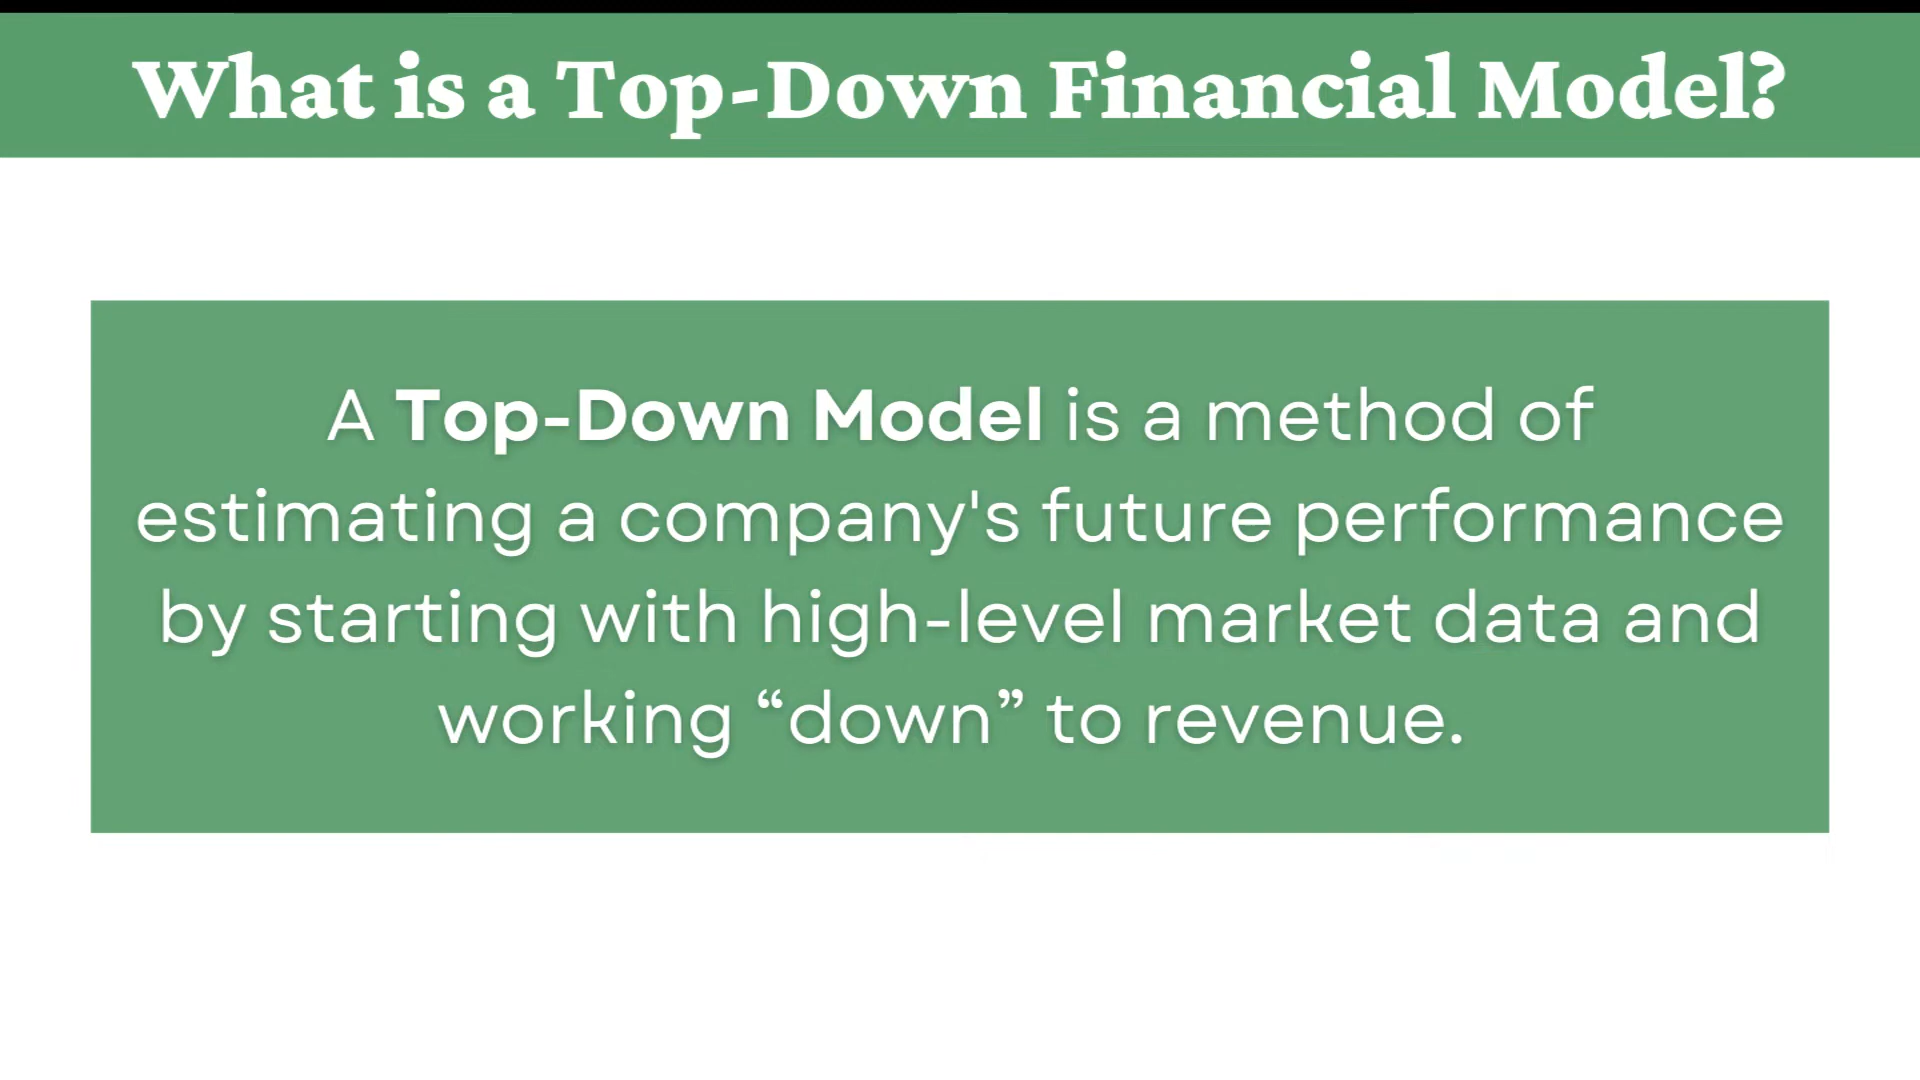 What is a Top-Down Financial Model?
A Top-Down Model is a method of
estimating a company's future performance
by starting with high-level market data and
working “down” to revenue.